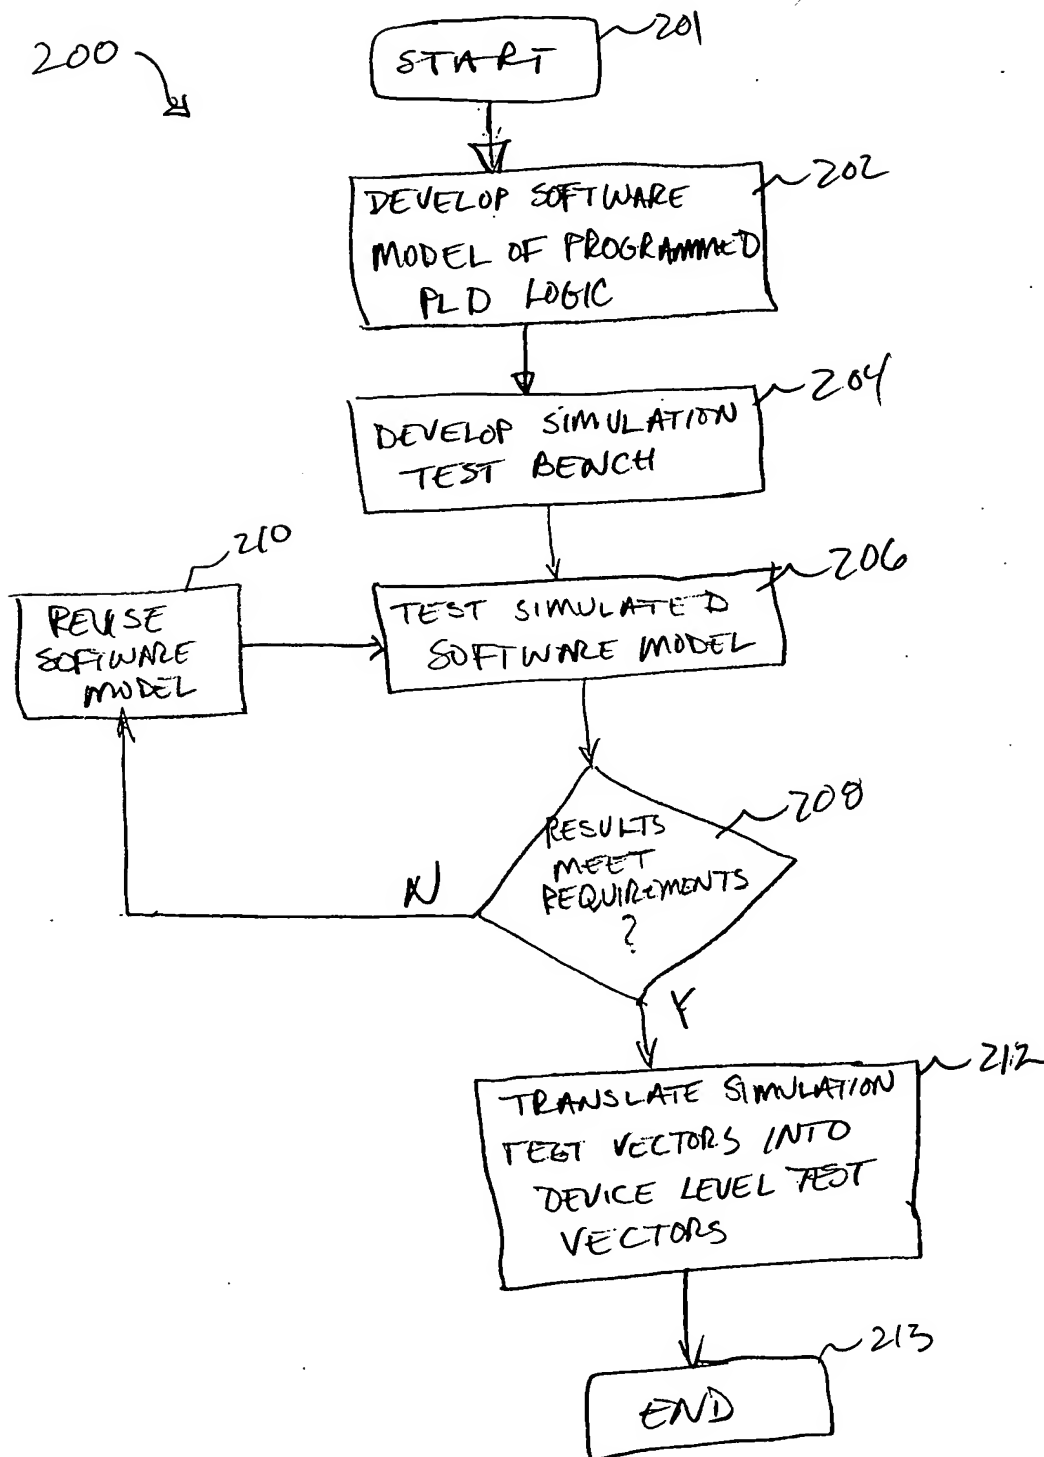 200
START
201
DEVELOP SOFTWARE
MODEL OF PROGRAMMED
PLD LOGIC
202
DEVELOP SIMULATION
TEST BENCH
204
TEST SIMULATED
SOFTWARE MODEL
206
REVISE
SOFTWARE
MODEL
210
RESULTS
MEET
REQUIREMENTS
?
208
N
Y
TRANSLATE SIMULATION
TEST VECTORS INTO
DEVICE LEVEL TEST
VECTORS
212
END
213